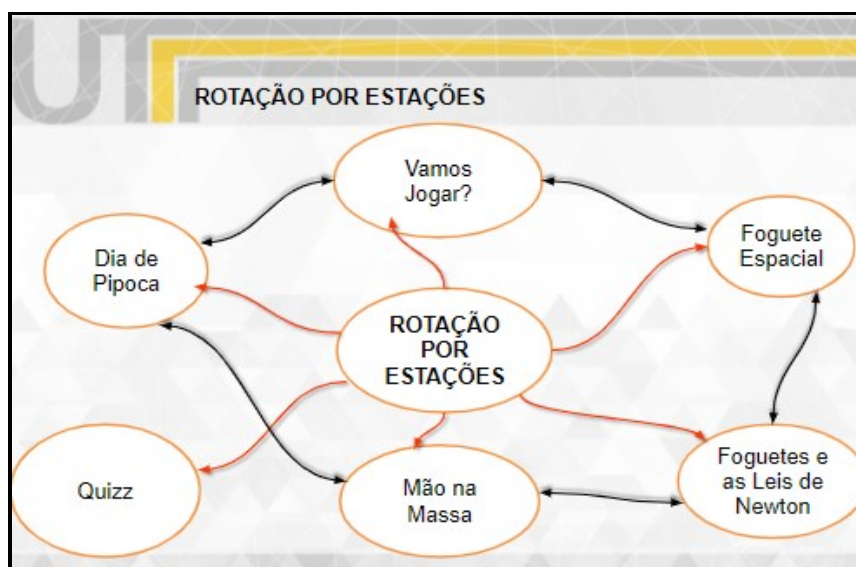 ROTAÇÃO POR ESTAÇÕES
Vamos
Jogar?
Dia de
Pipoca
Foguete
Espacial
ROTAÇÃO
POR
ESTAÇÕES
Quizz
Mão na
Massa
Foguetes e
as Leis de
Newton